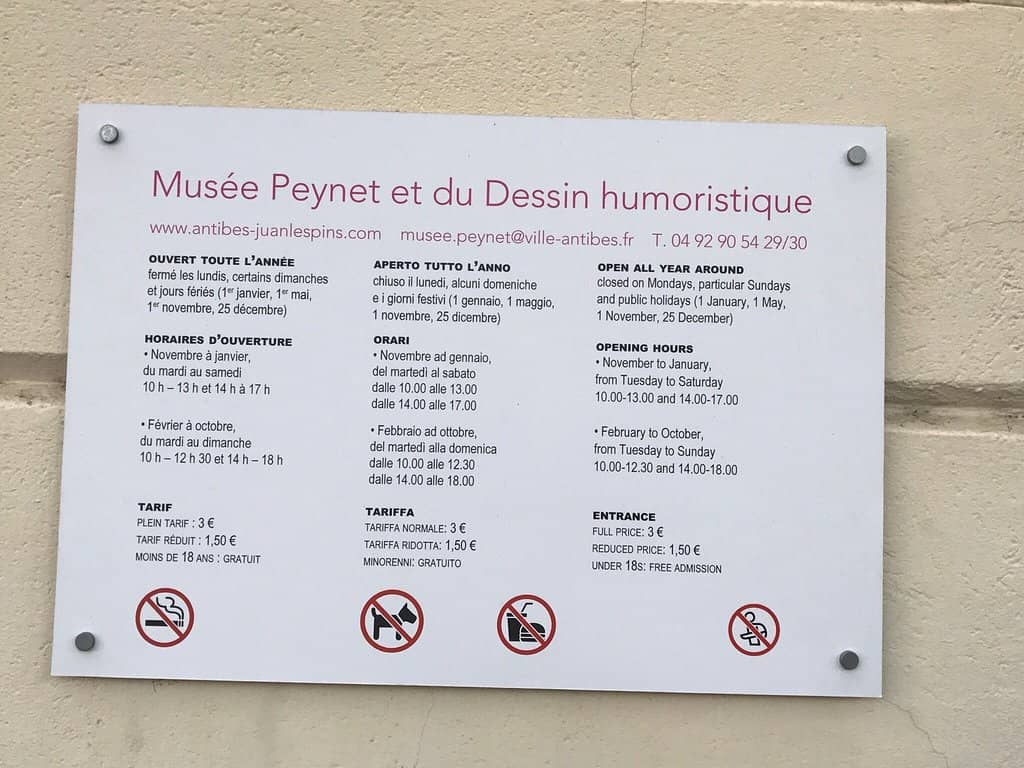 Musée Peynet et du Dessin humoristique
www.antibes-juanlespins.com musee.peynet@ville-antibes.fr T. 04 92 90 54 29/30
OUVERT TOUTE L'ANNÉE
fermé les lundis, certains dimanches
et jours fériés (1er janvier, 1er mai,
1er novembre, 25 décembre)
HORAIRES D'OUVERTURE
• Novembre à janvier,
du mardi au samedi
10 h – 13 h et 14 h à 17 h
• Février à octobre,
du mardi au dimanche
10 h – 12 h 30 et 14 h – 18 h
TARIF
PLEIN TARIF : 3 €
TARIF RÉDUIT : 1,50 €
MOINS DE 18 ANS : GRATUIT
APERTO TUTTO L'ANNO
chiuso il lunedi, alcuni domeniche
e i giorni festivi (1 gennaio, 1 maggio,
1 novembre, 25 dicembre)
ORARI
• Novembre ad gennaio,
del martedì al sabato
dalle 10.00 alle 13.00
dalle 14.00 alle 17.00
• Febbraio ad ottobre,
del martedì alla domenica
dalle 10.00 alle 12.30
dalle 14.00 alle 18.00
TARIFFA
TARIFFA NORMALE: 3 €
TARIFFA RIDOTTA: 1,50 €
MINORENNI: GRATUITO
OPEN ALL YEAR AROUND
closed on Mondays, particular Sundays
and public holidays (1 January, 1 May,
1 November, 25 December)
OPENING HOURS
• November to January,
from Tuesday to Saturday
10.00-13.00 and 14.00-17.00
• February to October,
from Tuesday to Sunday
10.00-12.30 and 14.00-18.00
ENTRANCE
FULL PRICE: 3 €
REDUCED PRICE: 1,50 €
UNDER 18S: FREE ADMISSION